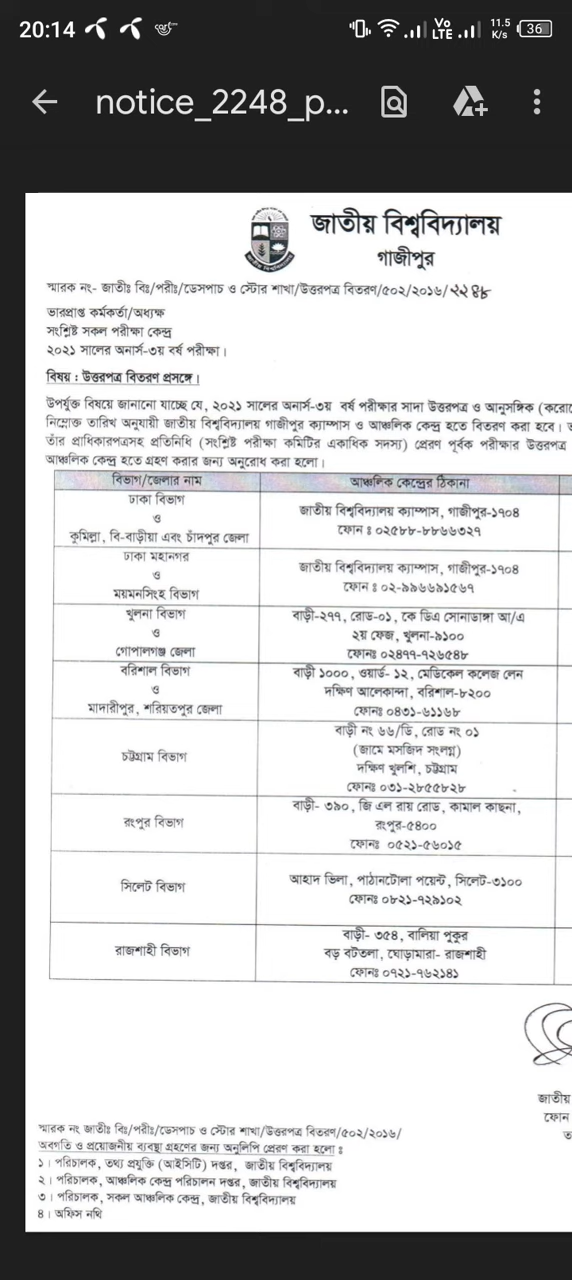 20:14
Vo LTE
11.5 K/s
36
notice_2248_p...
জাতীয় বিশ্ববিদ্যালয়
গাজীপুর
স্মারক নং- জাতীঃ বিঃ/পরীঃ/ডেসপাচ ও স্টোর শাখা/উত্তরপত্র বিতরণ/৫০২/২০১৬/২২৪৮
ভারপ্রাপ্ত কর্মকর্তা/অধ্যক্ষ
সংশ্লিষ্ট সকল পরীক্ষা কেন্দ্র
২০২১ সালের অনার্স-৩য় বর্ষ পরীক্ষা।
বিষয় : উত্তরপত্র বিতরণ প্রসঙ্গে।
উপর্যুক্ত বিষয়ে জানানো যাচ্ছে যে, ২০২১ সালের অনার্স-৩য় বর্ষ পরীক্ষার সাদা উত্তরপত্র ও আনুসঙ্গিক (করোে
নিম্নোক্ত তারিখ অনুযায়ী জাতীয় বিশ্ববিদ্যালয় গাজীপুর ক্যাম্পাস ও আঞ্চলিক কেন্দ্র হতে বিতরণ করা হবে।
তাঁর প্রাধিকারপত্রসহ প্রতিনিধি (সংশ্লিষ্ট পরীক্ষা কমিটির একাধিক সদস্য) প্রেরণ পূর্বক পরীক্ষার উত্তরপত্র
আঞ্চলিক কেন্দ্র হতে গ্রহণ করার জন্য অনুরোধ করা হলো।
বিভাগ/জেলার নাম আঞ্চলিক কেন্দ্রের ঠিকানা
ঢাকা বিভাগ
ও
কুমিল্লা, বি-বাড়ীয়া এবং চাঁদপুর জেলা
জাতীয় বিশ্ববিদ্যালয় ক্যাম্পাস, গাজীপুর-১৭০৪
ফোন ঃ ০২৫৮৮-৮৮৬৬৩২৭
ঢাকা মহানগর
ও
ময়মনসিংহ বিভাগ
জাতীয় বিশ্ববিদ্যালয় ক্যাম্পাস, গাজীপুর-১৭০৪
ফোন ঃ ০২-৯৯৬৬৯১৫৬৭
খুলনা বিভাগ
ও
গোপালগঞ্জ জেলা
বাড়ী-২৭৭, রোড-০১, কে ডিএ সোনাডাঙ্গা আ/এ
২য় ফেজ, খুলনা-৯১০০
ফোনঃ ০২৪৭৭-৭২৬৫৪৮
বরিশাল বিভাগ
ও
মাদারীপুর, শরিয়তপুর জেলা
বাড়ী ১০০০, ওয়ার্ড- ১২, মেডিকেল কলেজ লেন
দক্ষিণ আলেকান্দা, বরিশাল-৮২০০
ফোনঃ ০৪৩১-৬১১৬৮
চট্টগ্রাম বিভাগ
বাড়ী নং ৬৬/ডি, রোড নং ০১
(জামে মসজিদ সংলগ্ন)
দক্ষিণ খুলশি, চট্টগ্রাম
ফোনঃ ০৩১-২৮৫৫৮২৮
রংপুর বিভাগ
বাড়ী- ৩৯০, জি এল রায় রোড, কামাল কাছনা,
রংপুর-৫৪০০
ফোনঃ ০৫২১-৫৬০১৫
সিলেট বিভাগ
আহাদ ভিলা, পাঠানটোলা পয়েন্ট, সিলেট-৩১০০
ফোনঃ ০৮২১-৭২৯১০২
রাজশাহী বিভাগ
বাড়ী- ৩৫৪, বালিয়া পুকুর
বড় বটতলা, ঘোড়ামারা- রাজশাহী
ফোনঃ ০৭২১-৭৬২১৪১
জাতীয়
ফোন
স্মারক নং জাতীঃ বিঃ/পরীঃ/ডেসপাচ ও স্টোর শাখা/উত্তরপত্র বিতরণ/৫০২/২০১৬/
অবগতি ও প্রয়োজনীয় ব্যবস্থা গ্রহণের জন্য অনুলিপি প্রেরণ করা হলো ঃ
১। পরিচালক, তথ্য প্রযুক্তি (আইসিটি) দপ্তর, জাতীয় বিশ্ববিদ্যালয়
২। পরিচালক, আঞ্চলিক কেন্দ্র পরিচালন দপ্তর, জাতীয় বিশ্ববিদ্যালয়
৩। পরিচালক, সকল আঞ্চলিক কেন্দ্র, জাতীয় বিশ্ববিদ্যালয়
৪। অফিস নথি